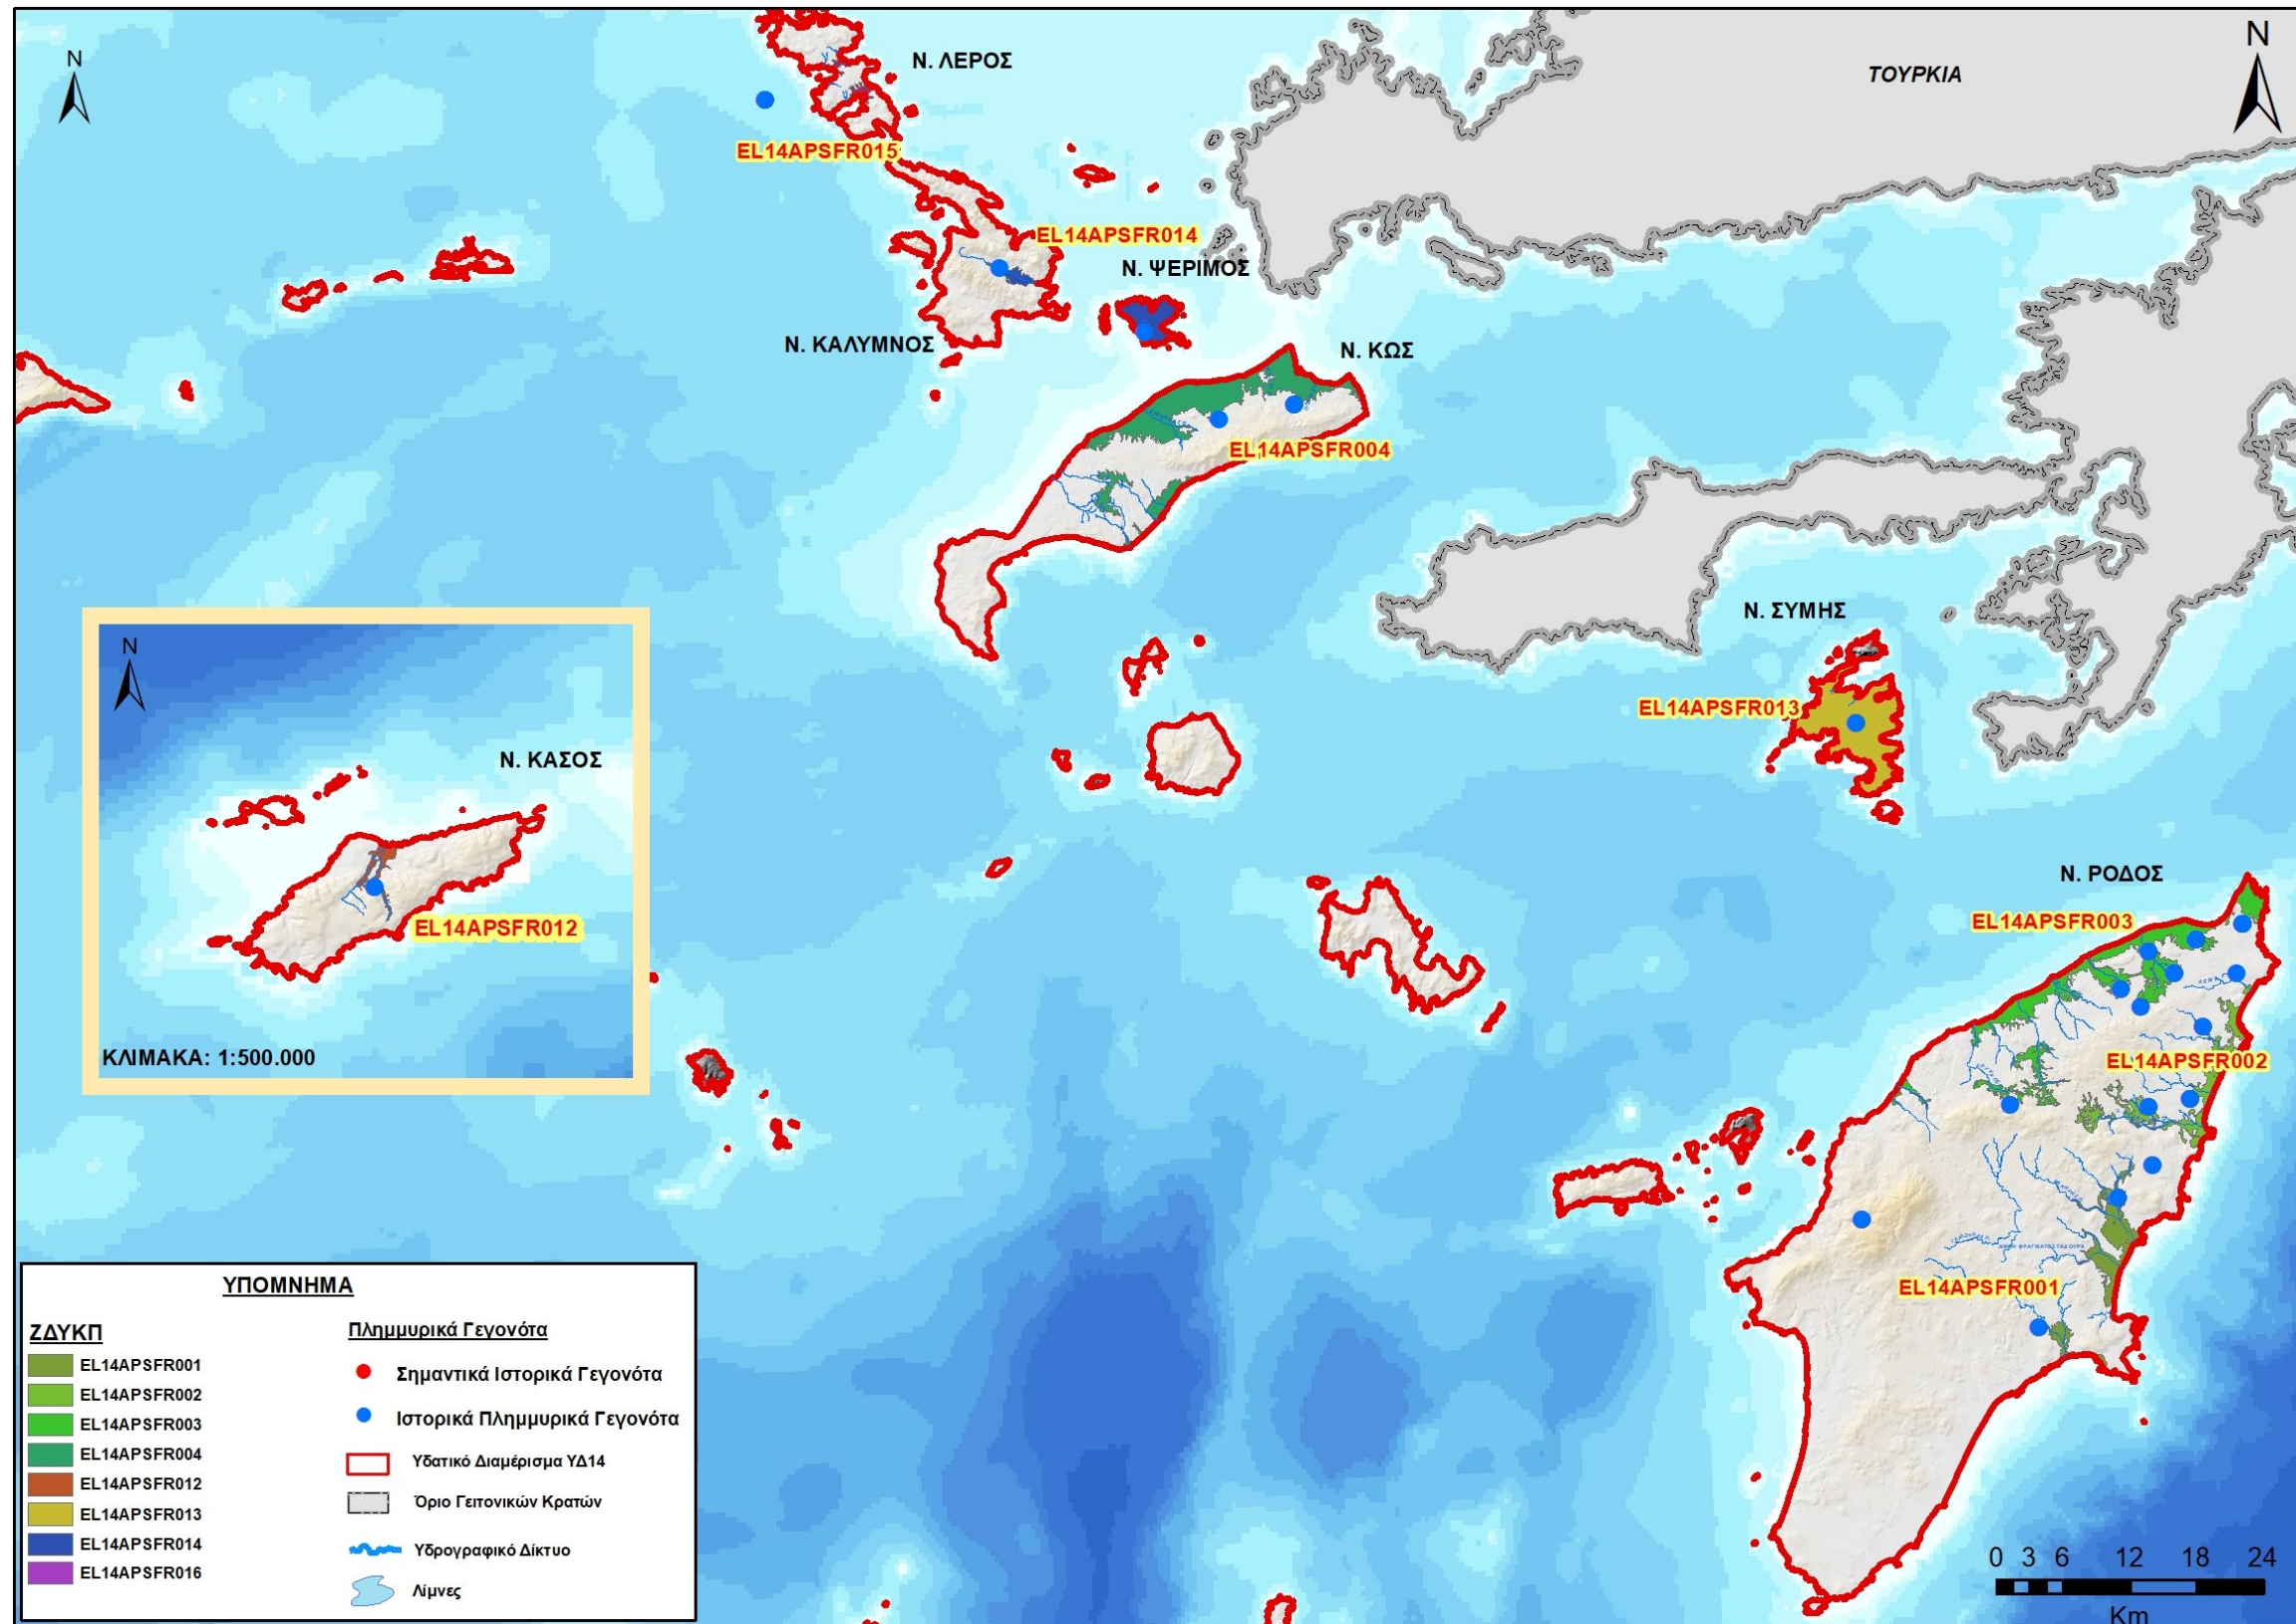 N
N
Ν. ΛΕΡΟΣ
ΤΟΥΡΚΙΑ
EL14APSFR015
EL14APSFR014
Ν. ΨΕΡΙΜΟΣ
Ν. ΚΑΛΥΜΝΟΣ
Ν. ΚΩΣ
EL14APSFR004
Ν. ΣΥΜΗΣ
EL14APSFR013
N
Ν. ΚΑΣΟΣ
EL14APSFR012
ΚΛΙΜΑΚΑ: 1:500.000
Ν. ΡΟΔΟΣ
EL14APSFR003
EL14APSFR002
EL14APSFR001
ΥΠΟΜΝΗΜΑ
ΖΔΥΚΠ
EL14APSFR001
EL14APSFR002
EL14APSFR003
EL14APSFR004
EL14APSFR012
EL14APSFR013
EL14APSFR014
EL14APSFR016
Πλημμυρικά Γεγονότα
Σημαντικά Ιστορικά Γεγονότα
Ιστορικά Πλημμυρικά Γεγονότα
Υδατικό Διαμέρισμα ΥΔ14
Όριο Γειτονικών Κρατών
Υδρογραφικό Δίκτυο
Λίμνες
0 3 6 12 18 24
Km